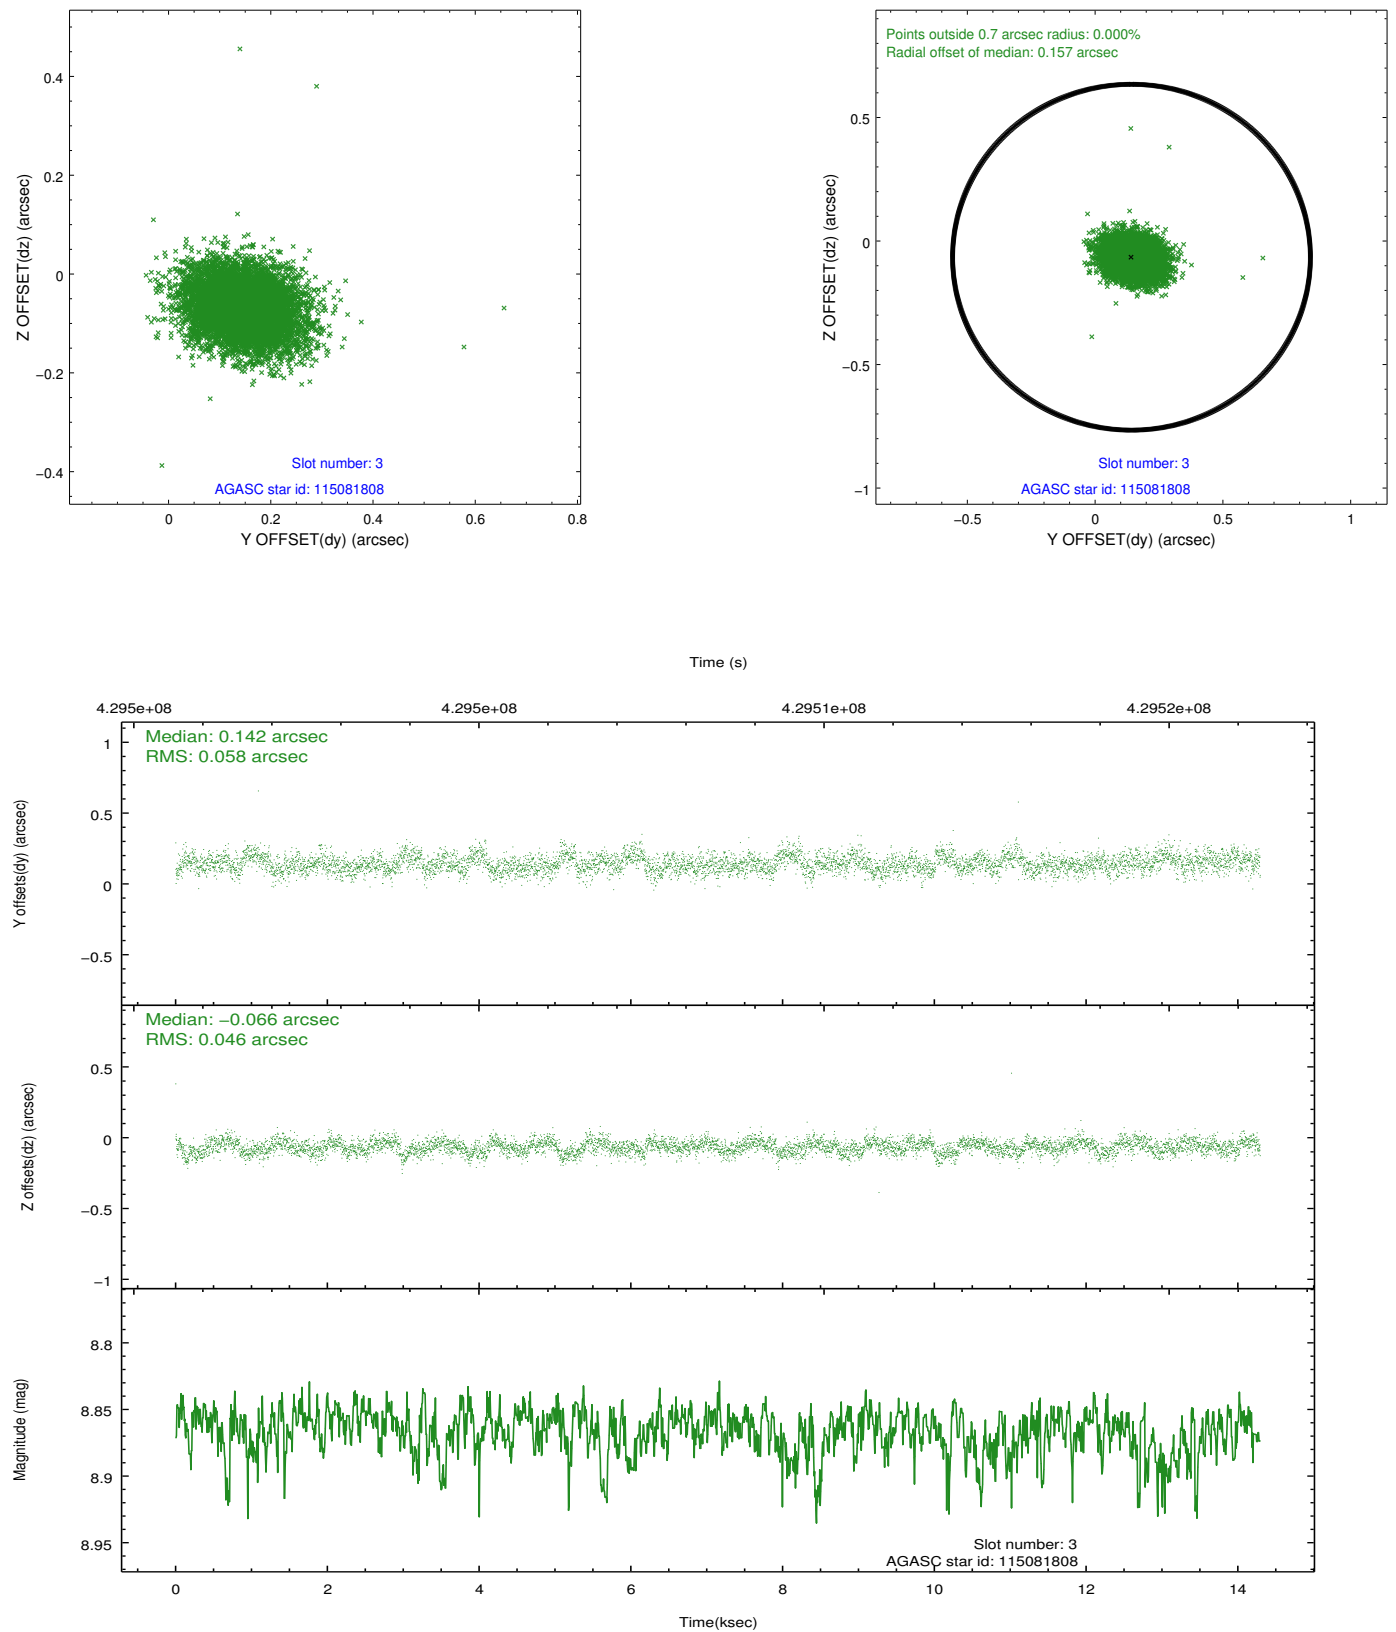 0.4
0.2
0
−0.2
−0.4
Z OFFSET(dz) (arcsec)
Slot number: 3
AGASC star id: 115081808
0 0.2 0.4 0.6 0.8
Y OFFSET(dy) (arcsec)
Points outside 0.7 arcsec radius: 0.000%
Radial offset of median: 0.157 arcsec
0.5
0
−0.5
−1
Z OFFSET(dz) (arcsec)
Slot number: 3
AGASC star id: 115081808
−0.5 0 0.5 1
Y OFFSET(dy) (arcsec)
Time (s)
4.295e+08 4.295e+08 4.2951e+08 4.2952e+08
Median: 0.142 arcsec
RMS: 0.058 arcsec
1
0.5
0
−0.5
Y offsets(dy) (arcsec)
Median: −0.066 arcsec
RMS: 0.046 arcsec
0.5
0
−0.5
−1
Z offsets(dz) (arcsec)
8.8
8.85
8.9
8.95
Magnitude (mag)
Slot number: 3
AGASC star id: 115081808
0 2 4 6 8 10 12 14
Time(ksec)